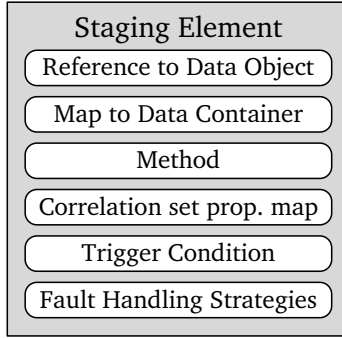 Staging Element
Reference to Data Object
Map to Data Container
Method
Correlation set prop. map
Trigger Condition
Fault Handling Strategies